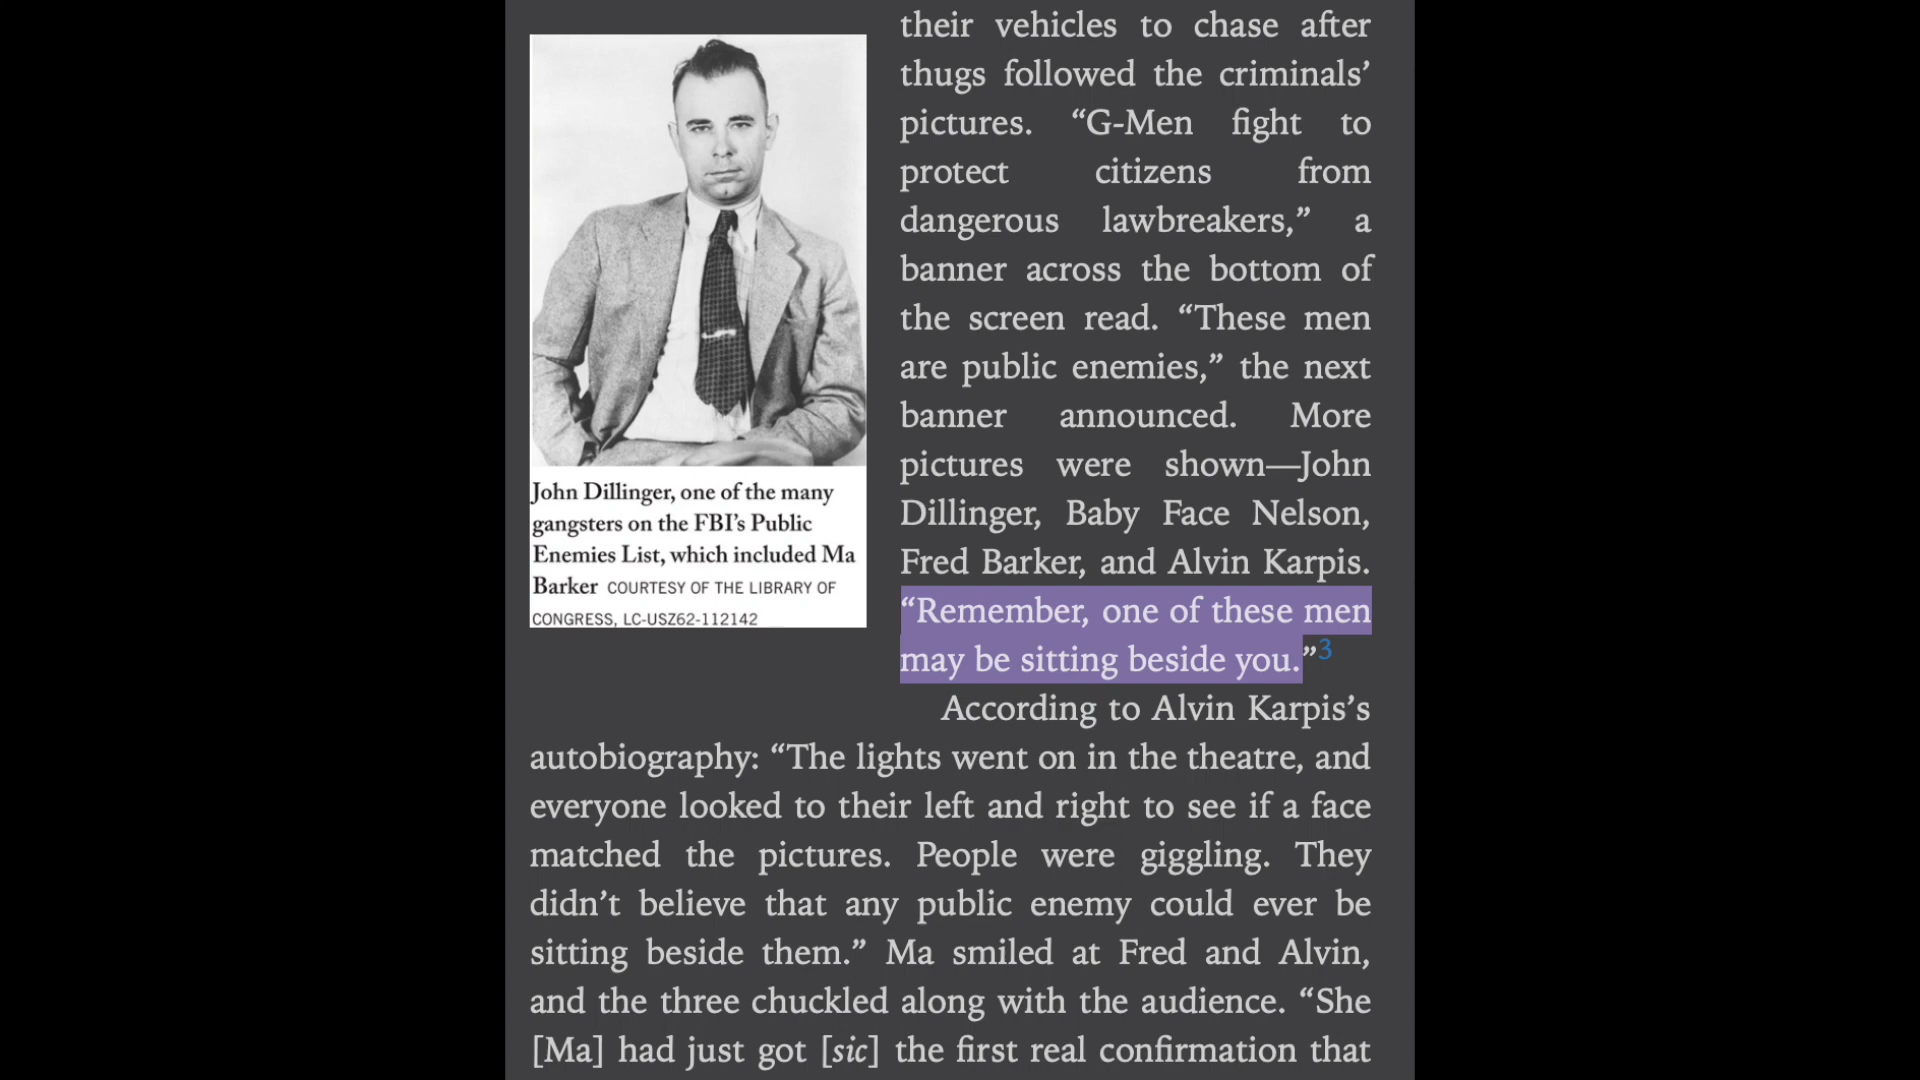 their vehicles to chase after
thugs followed the criminals’
pictures. “G-Men fight to
protect citizens from
dangerous lawbreakers,” a
banner across the bottom of
the screen read. “These men
are public enemies,” the next
banner announced. More
pictures were shown—John
Dillinger, Baby Face Nelson,
Fred Barker, and Alvin Karpis.
“Remember, one of these men
may be sitting beside you.”3
John Dillinger, one of the many
gangsters on the FBI’s Public
Enemies List, which included Ma
Barker COURTESY OF THE LIBRARY OF
CONGRESS, LC-USZ62-112142
According to Alvin Karpis’s
autobiography: “The lights went on in the theatre, and
everyone looked to their left and right to see if a face
matched the pictures. People were giggling. They
didn’t believe that any public enemy could ever be
sitting beside them.” Ma smiled at Fred and Alvin,
and the three chuckled along with the audience. “She
[Ma] had just got [sic] the first real confirmation that